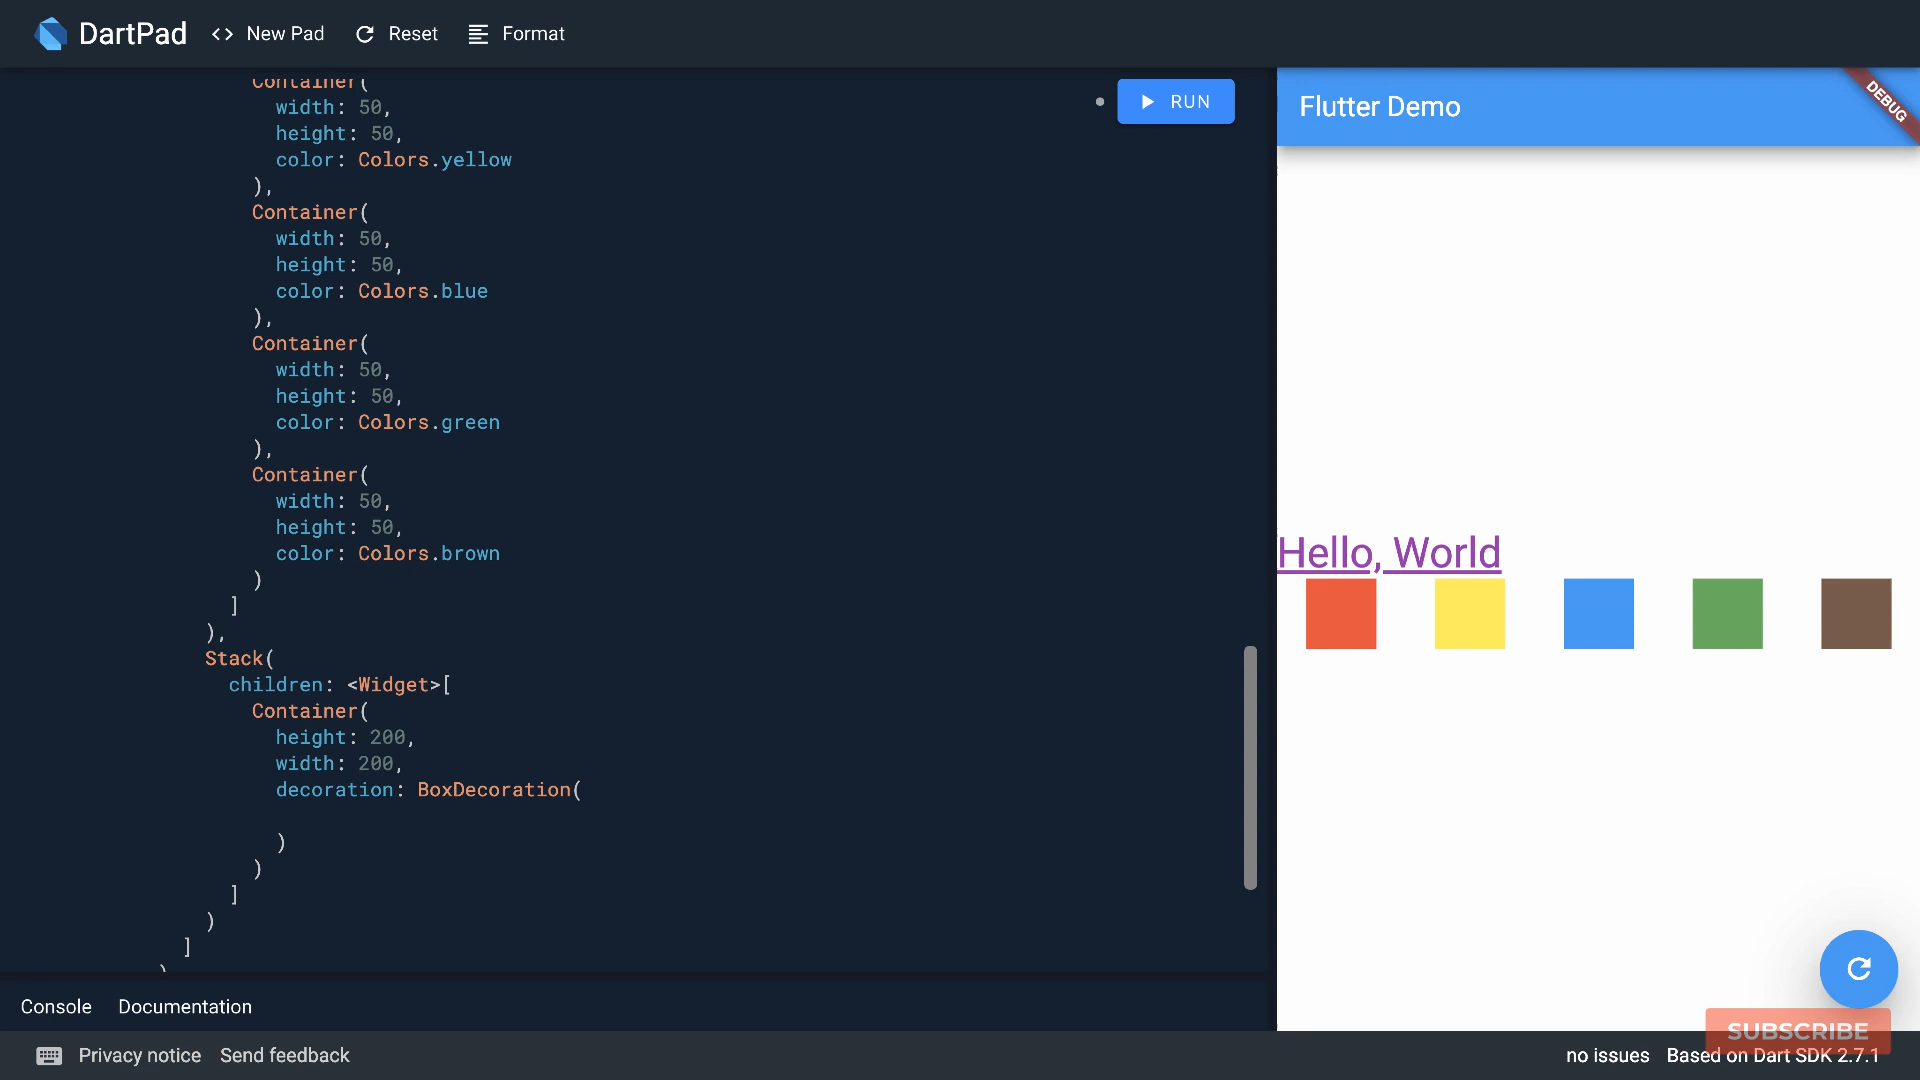 DartPad
<> New Pad
Reset
Format
Container(
width: 50,
height: 50,
color: Colors.yellow
),
Container(
width: 50,
height: 50,
color: Colors.blue
),
Container(
width: 50,
height: 50,
color: Colors.green
),
Container(
width: 50,
height: 50,
color: Colors.brown
)
]
),
Stack(
children: <Widget>[
Container(
height: 200,
width: 200,
decoration: BoxDecoration(
)
)
]
)
]
)
RUN
Flutter Demo
DEBUG
Hello, World
Console
Documentation
SUBSCRIBE
Privacy notice
Send feedback
no issues
Based on Dart SDK 2.7.1